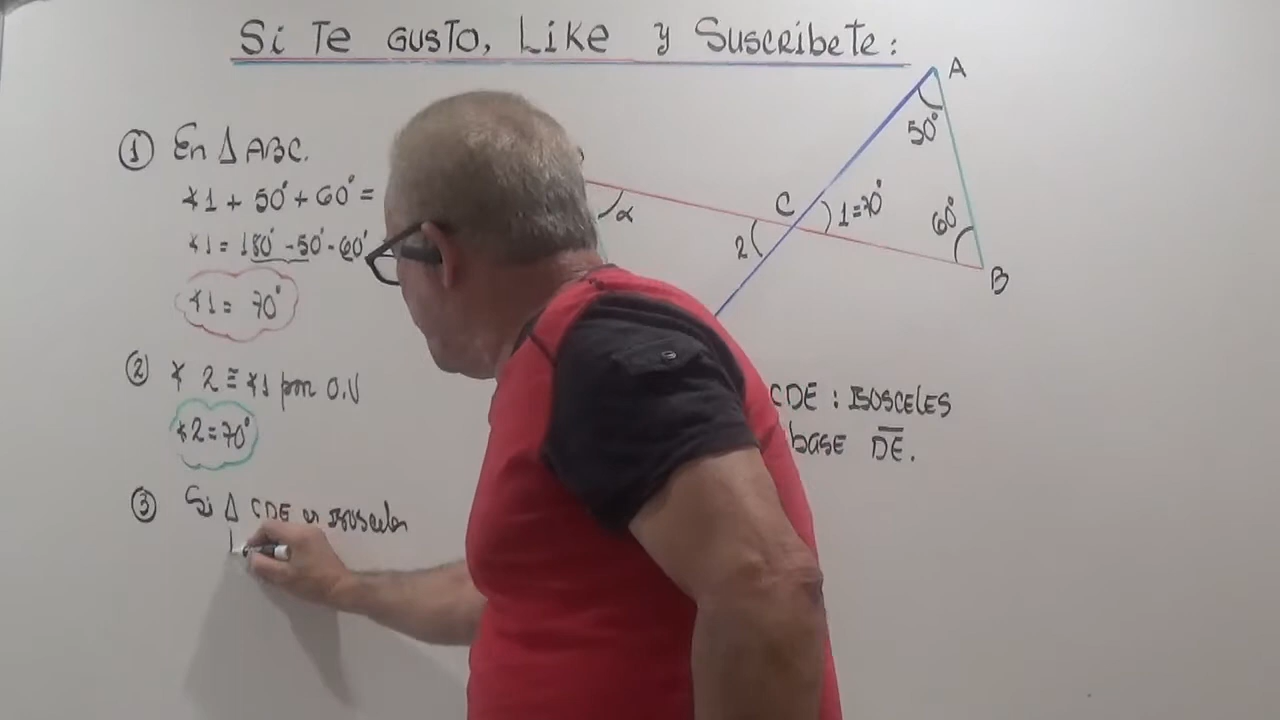 Si Te GUSTO, Like y Suscribete:
① En Δ ABC.
∢1 + 50° + 60° =
∢1 = 180° - 50° - 60°
∢1 = 70°
② ∢ 2 ≅ ∢1 por O.V
∢2 = 70°
③ Si Δ CDE es isosceles
A
50°
60°
B
C
1=70°
2
α
CDE : ISOSCELES
base D̅E̅.